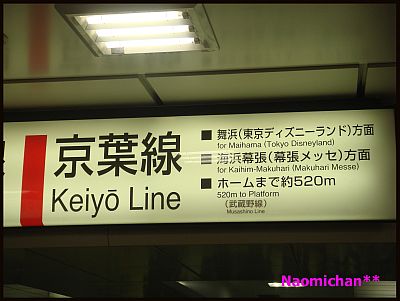 京葉線
Keiyō Line
■ 舞浜(東京ディズニーランド)方面
for Maihama (Tokyo Disneyland)
■ 海浜幕張(幕張メッセ)方面
for Kaihim-Makuhari (Makuhari Messe)
■ ホームまで約520m
520m to Platform
(武蔵野線)
Musashino Line
Naomichan**